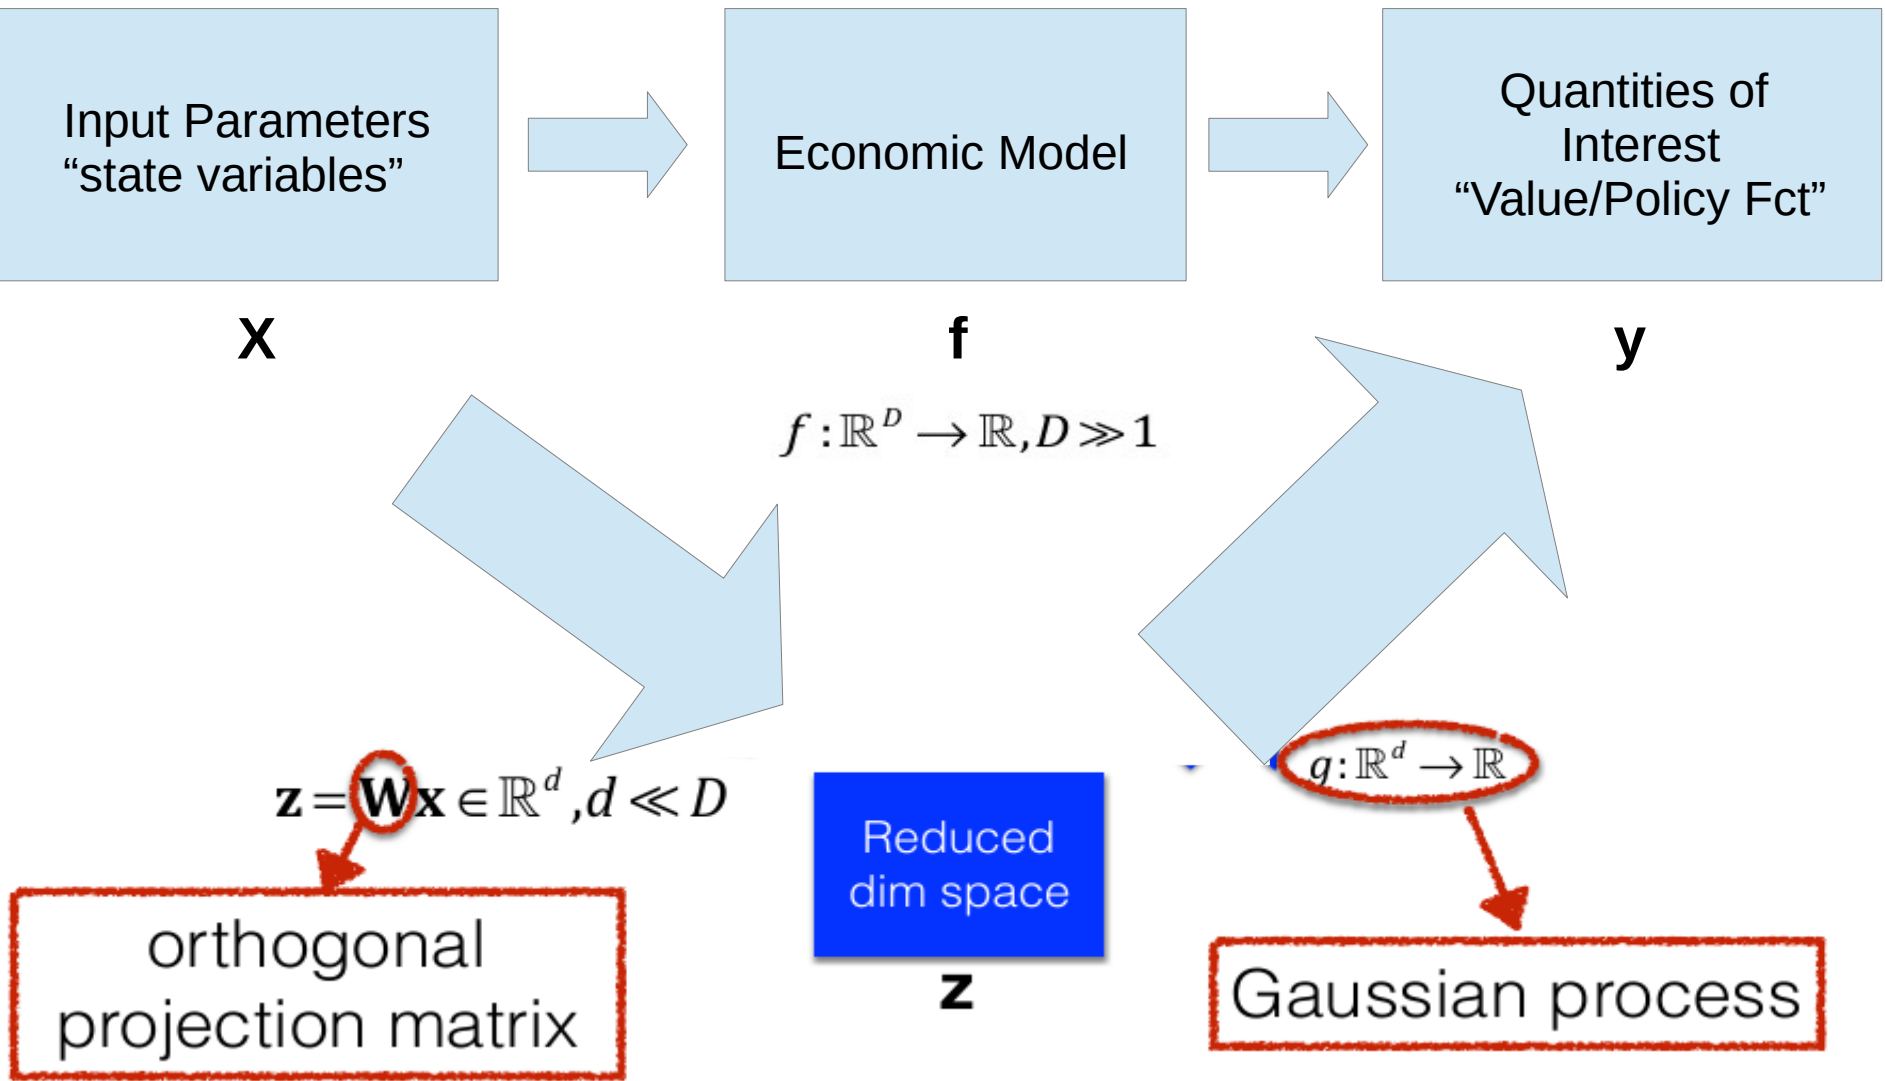 Input Parameters
“state variables”
Economic Model
Quantities of
Interest
“Value/Policy Fct”
X
f
y
f : ℝ^D → ℝ, D ≫ 1
z = Wx ∈ ℝ^d , d ≪ D
g : ℝ^d → ℝ
Reduced
dim space
z
orthogonal
projection matrix
Gaussian process